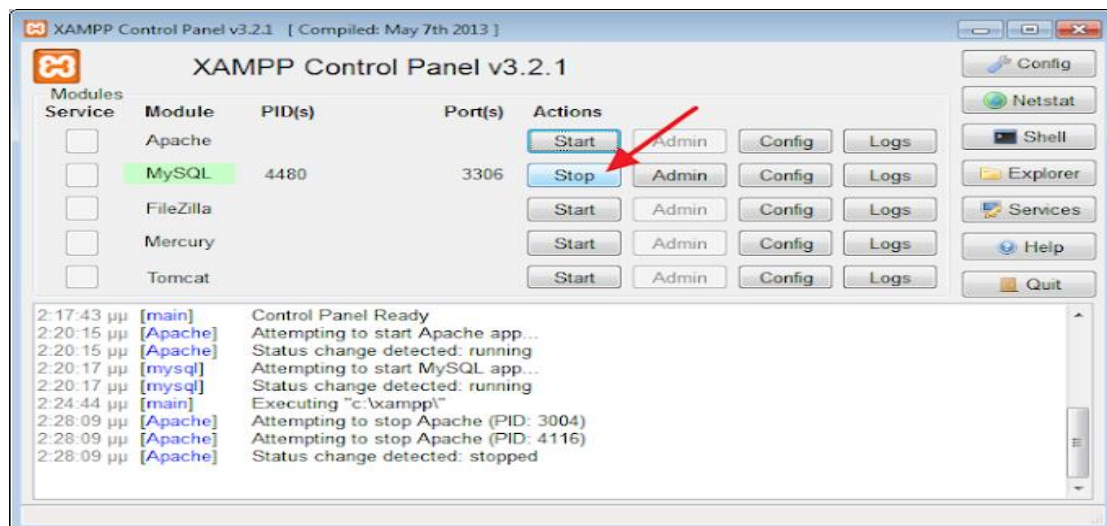 XAMPP Control Panel v3.2.1 [ Compiled: May 7th 2013 ]
XAMPP Control Panel v3.2.1
Config
Modules
Service Module PID(s) Port(s) Actions
Netstat
Apache Start Admin Config Logs
Shell
MySQL 4480 3306 Stop Admin Config Logs
Explorer
FileZilla Start Admin Config Logs
Services
Mercury Start Admin Config Logs
Help
Tomcat Start Admin Config Logs
Quit
2:17:43 μμ [main] Control Panel Ready
2:20:15 μμ [Apache] Attempting to start Apache app...
2:20:15 μμ [Apache] Status change detected: running
2:20:17 μμ [mysql] Attempting to start MySQL app...
2:20:17 μμ [mysql] Status change detected: running
2:24:44 μμ [main] Executing "c:\xampp\"
2:28:09 μμ [Apache] Attempting to stop Apache (PID: 3004)
2:28:09 μμ [Apache] Attempting to stop Apache (PID: 4116)
2:28:09 μμ [Apache] Status change detected: stopped